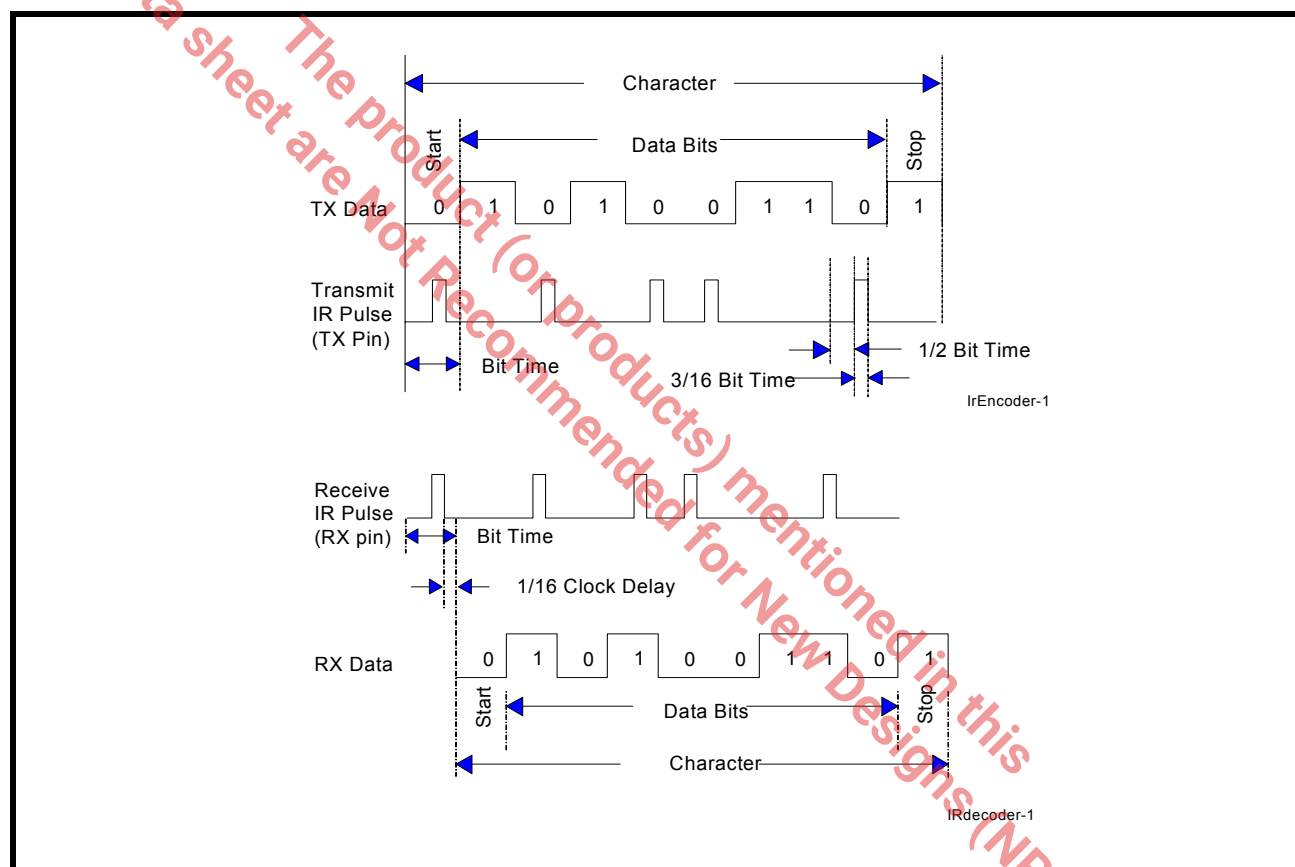 Character
Start
Data Bits
Stop
TX Data
0 1 0 1 0 0 1 1 0 1
Transmit
IR Pulse
(TX Pin)
Bit Time
1/2 Bit Time
3/16 Bit Time
IrEncoder-1
Receive
IR Pulse
(RX pin)
Bit Time
1/16 Clock Delay
RX Data
0 1 0 1 0 0 1 1 0 1
Start
Data Bits
Stop
Character
IRdecoder-1
The product (or products) mentioned in this
sheet are Not Recommended for New Designs